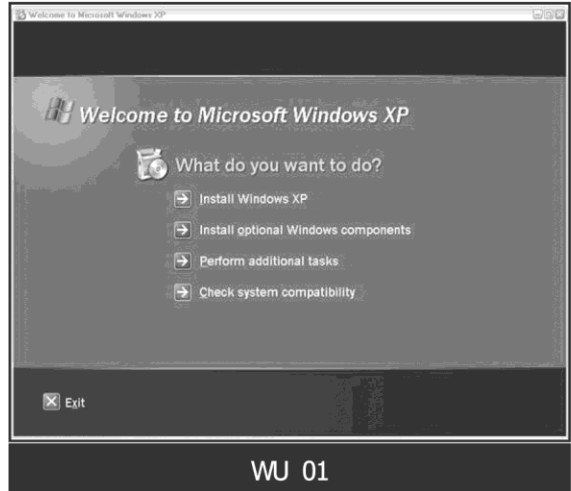 Welcome to Microsoft Windows XP
Welcome to Microsoft Windows XP
What do you want to do?
Install Windows XP
Install optional Windows components
Perform additional tasks
Check system compatibility
Exit
WU 01